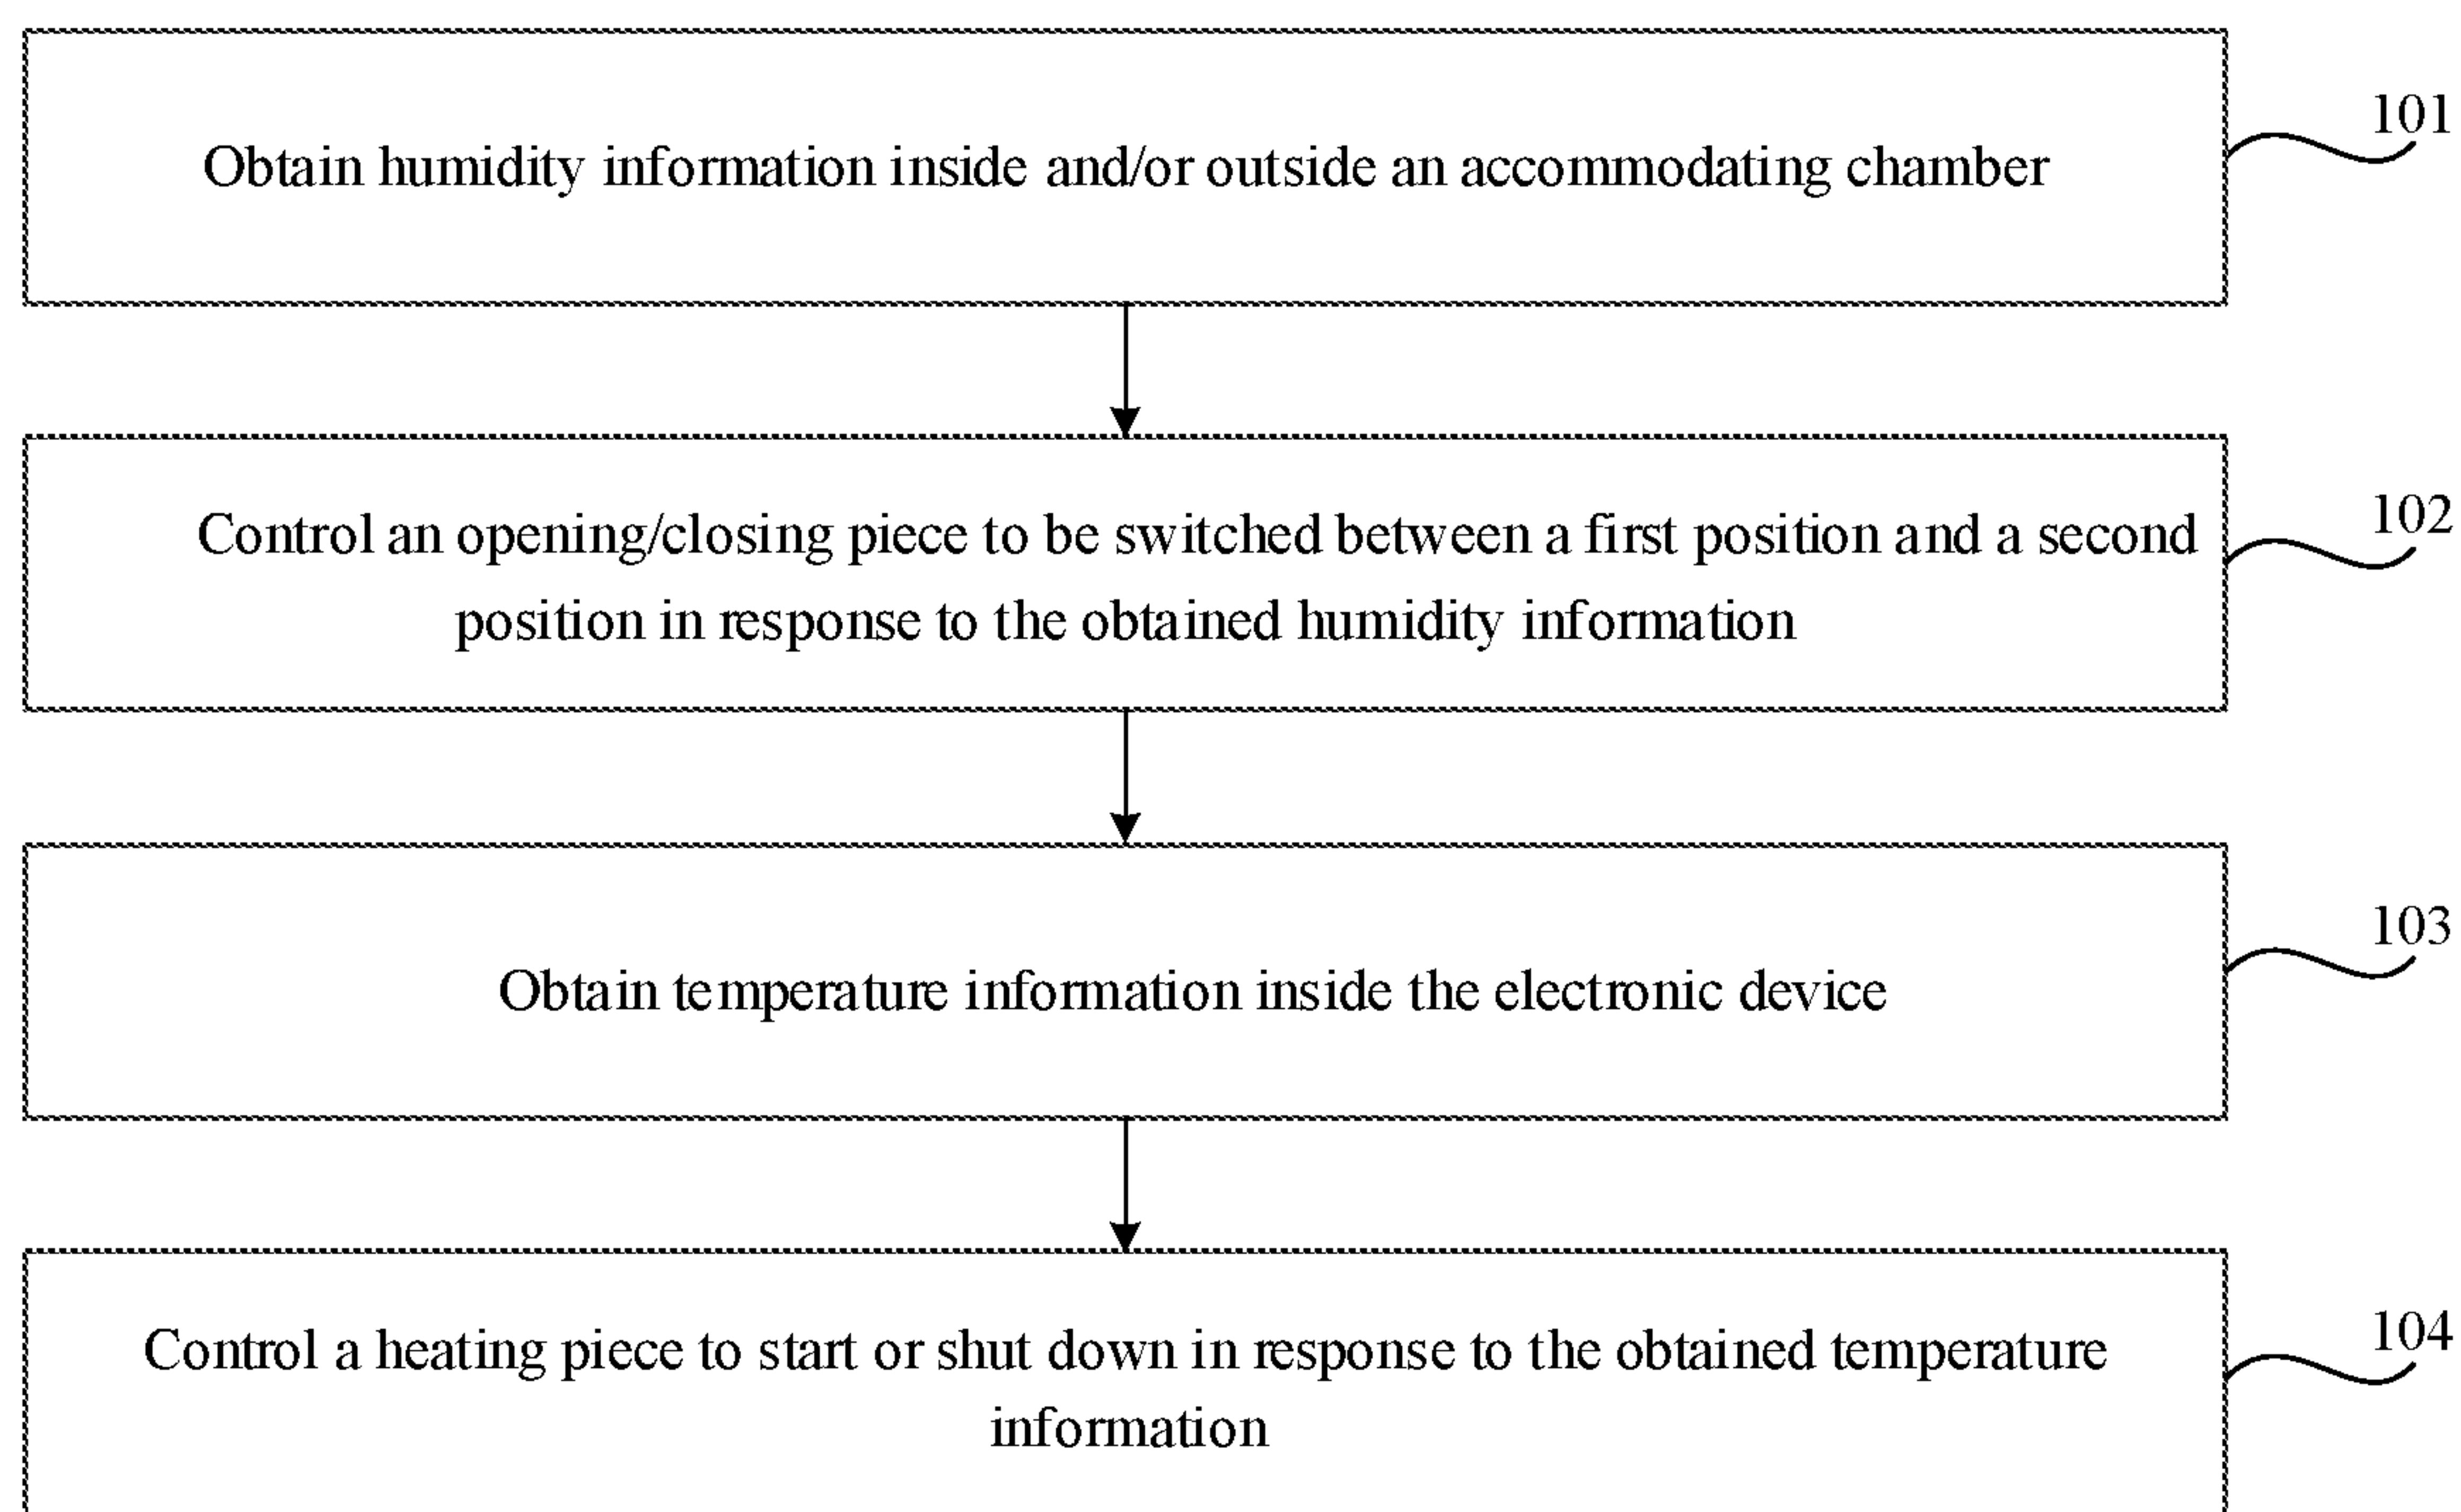 Obtain humidity information inside and/or outside an accommodating chamber
101
Control an opening/closing piece to be switched between a first position and a second
position in response to the obtained humidity information
102
Obtain temperature information inside the electronic device
103
Control a heating piece to start or shut down in response to the obtained temperature
information
104